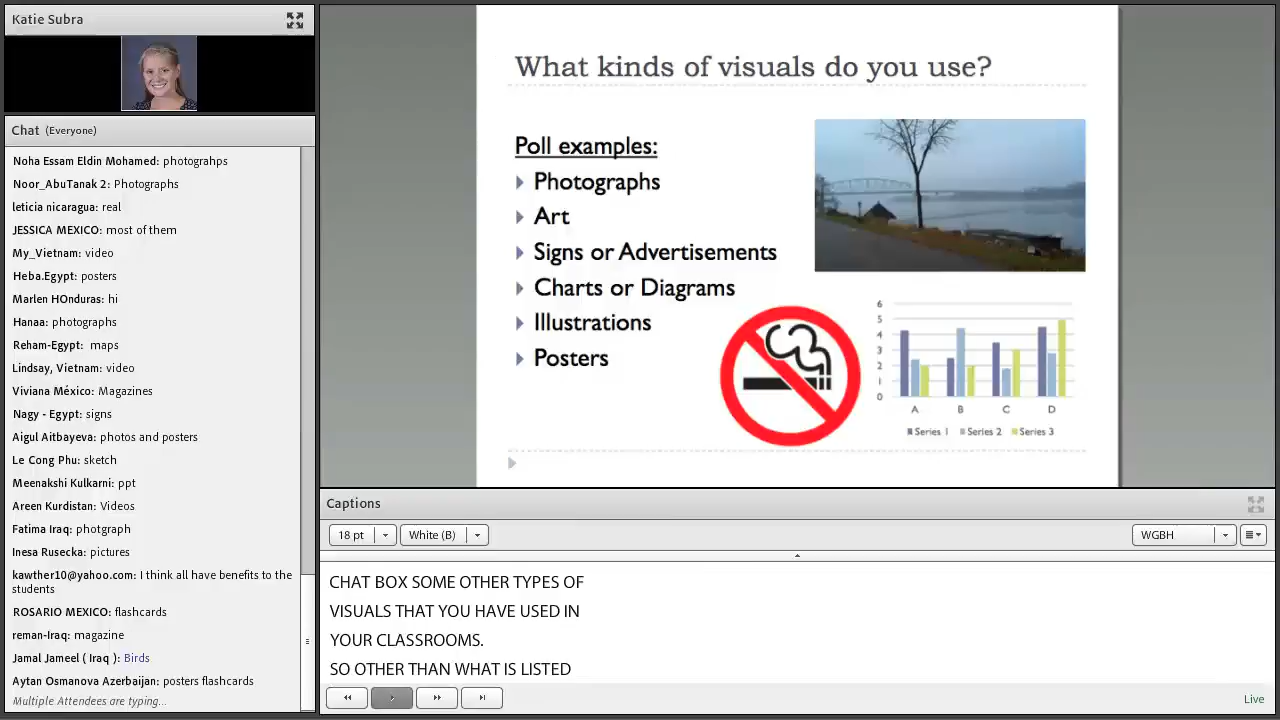 Katie Subra
Chat (Everyone)
Noha Essam Eldin Mohamed: photograhps
Noor_AbuTanak 2: Photographs
leticia nicaragua: real
JESSICA MEXICO: most of them
My_Vietnam: video
Heba.Egypt: posters
Marlen HOnduras: hi
Hanaa: photographs
Reham-Egypt: maps
Lindsay, Vietnam: video
Viviana México: Magazines
Nagy - Egypt: signs
Aigul Aitbayeva: photos and posters
Le Cong Phu: sketch
Meenakshi Kulkarni: ppt
Areen Kurdistan: Videos
Fatima Iraq: photograph
Inesa Rusecka: pictures
kawther10@yahoo.com: I think all have benefits to the
students
ROSARIO MEXICO: flashcards
reman-Iraq: magazine
Jamal Jameel ( Iraq ): Birds
Aytan Osmanova Azerbaijan: posters flashcards
Multiple Attendees are typing...
What kinds of visuals do you use?
Poll examples:
Photographs
Art
Signs or Advertisements
Charts or Diagrams
Illustrations
Posters
6
5
4
3
2
1
0
A B C D
Series 1 Series 2 Series 3
Captions
18 pt White (B) WGBH
CHAT BOX SOME OTHER TYPES OF
VISUALS THAT YOU HAVE USED IN
YOUR CLASSROOMS.
SO OTHER THAN WHAT IS LISTED
Live